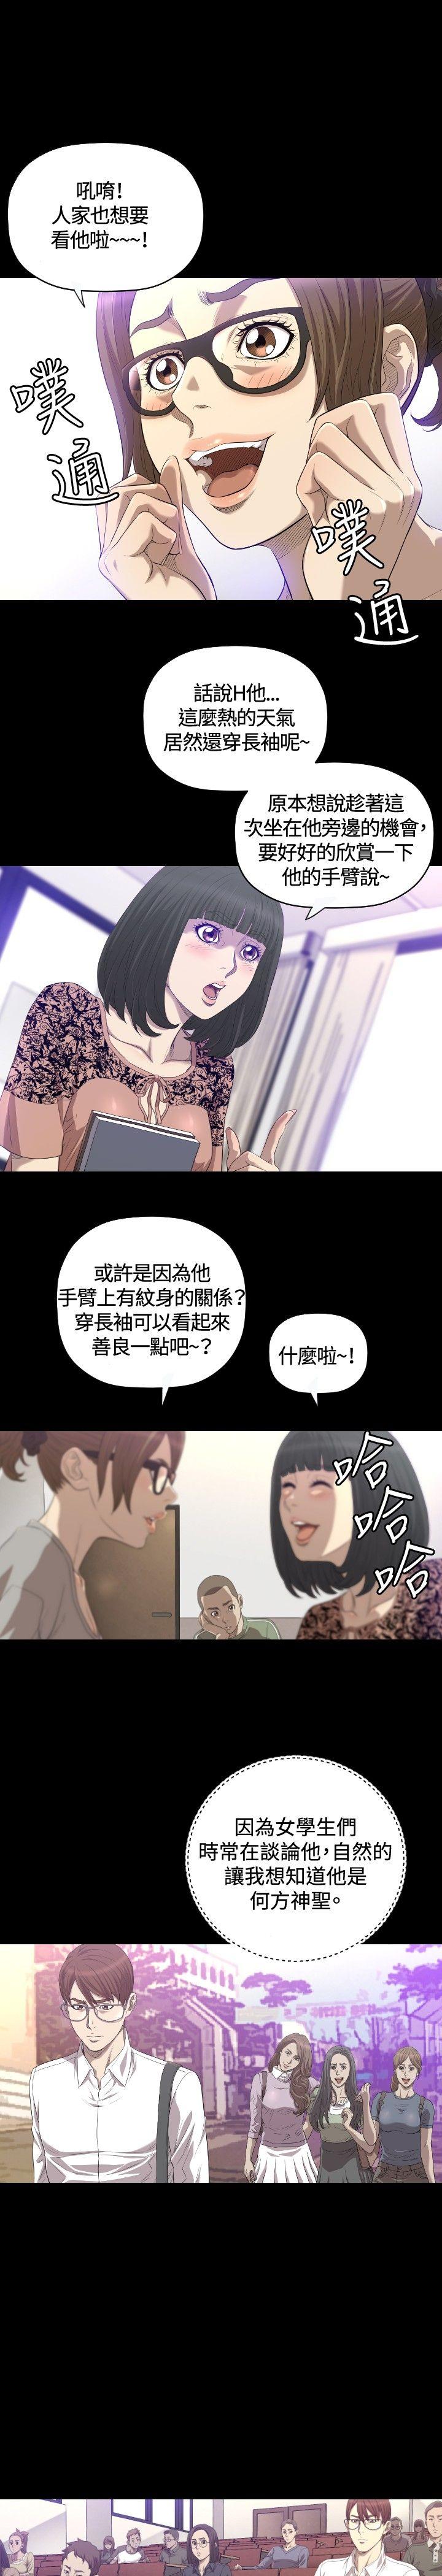 吼唷！
人家也想要
看他啦~~~！
噗
通
噗
通
話說H他...
這麼熱的天氣
居然還穿長袖呢~
原本想說趁著這
次坐在他旁邊的機會，
要好好的欣賞一下
他的手臂說~
或許是因為他
手臂上有紋身的關係？
穿長袖可以看起來
善良一點吧~？
什麼啦~！
哈
哈
哈
因為女學生們
時常在談論他，自然的
讓我想知道他是
何方神聖。